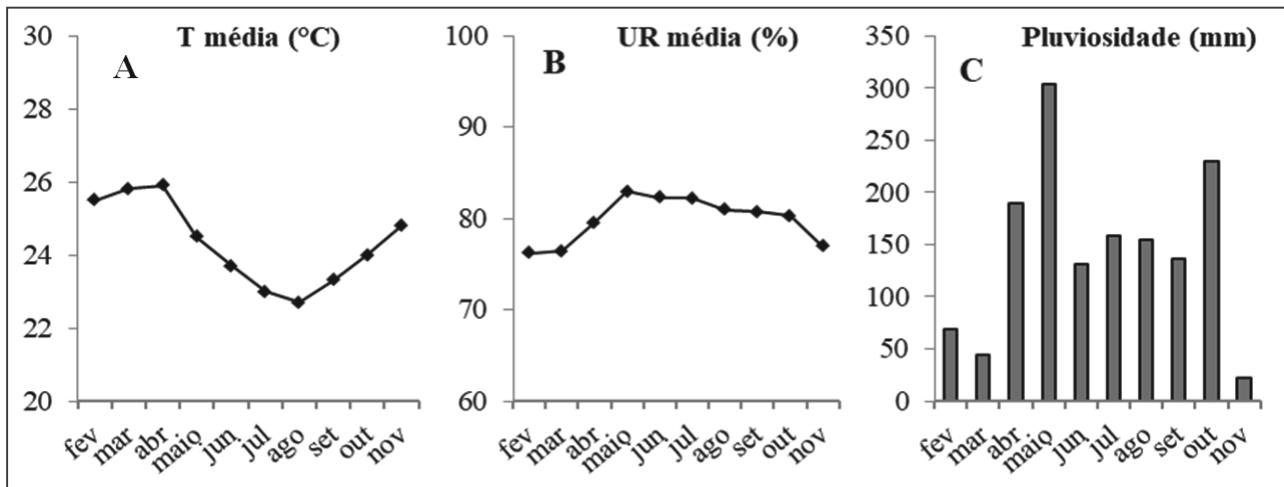 T média (°C)
A
30
28
26
24
22
20
fev
mar
abr
maio
jun
jul
ago
set
out
nov
UR média (%)
B
100
90
80
70
60
fev
mar
abr
maio
jun
jul
ago
set
out
nov
Pluviosidade (mm)
C
350
300
250
200
150
100
50
0
fev
mar
abr
maio
jun
jul
ago
set
out
nov